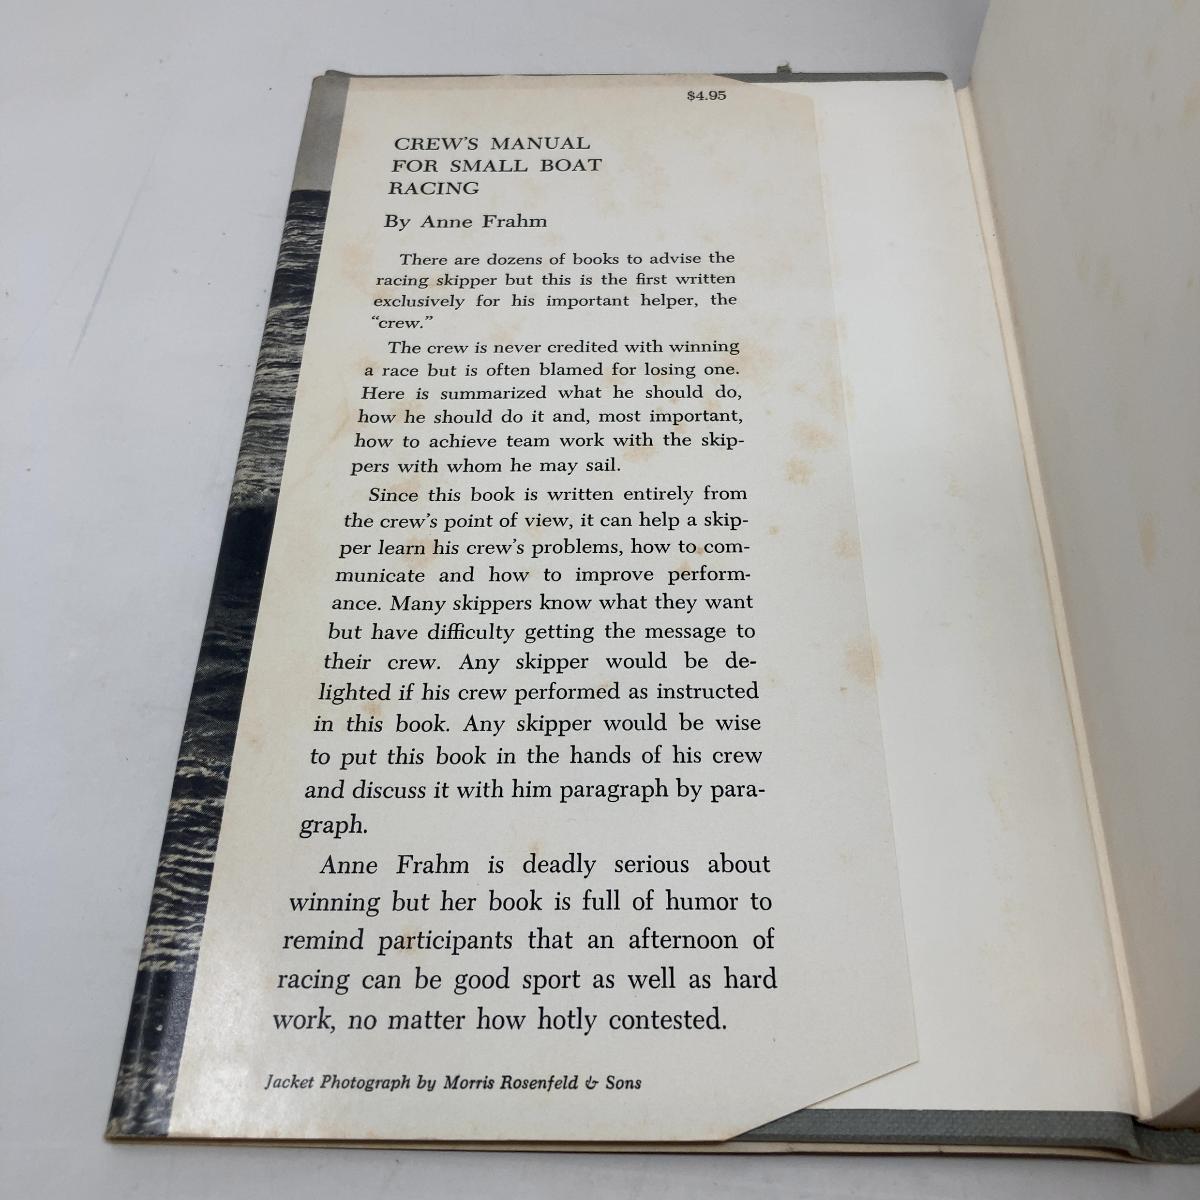 $4.95
CREW'S MANUAL
FOR SMALL BOAT
RACING
By Anne Frahm
There are dozens of books to advise the
racing skipper but this is the first written
exclusively for his important helper, the
“crew.”
The crew is never credited with winning
a race but is often blamed for losing one.
Here is summarized what he should do,
how he should do it and, most important,
how to achieve team work with the skip-
pers with whom he may sail.
Since this book is written entirely from
the crew's point of view, it can help a skip-
per learn his crew's problems, how to com-
municate and how to improve perform-
ance. Many skippers know what they want
but have difficulty getting the message to
their crew. Any skipper would be de-
lighted if his crew performed as instructed
in this book. Any skipper would be wise
to put this book in the hands of his crew
and discuss it with him paragraph by para-
graph.
Anne Frahm is deadly serious about
winning but her book is full of humor to
remind participants that an afternoon of
racing can be good sport as well as hard
work, no matter how hotly contested.
Jacket Photograph by Morris Rosenfeld & Sons